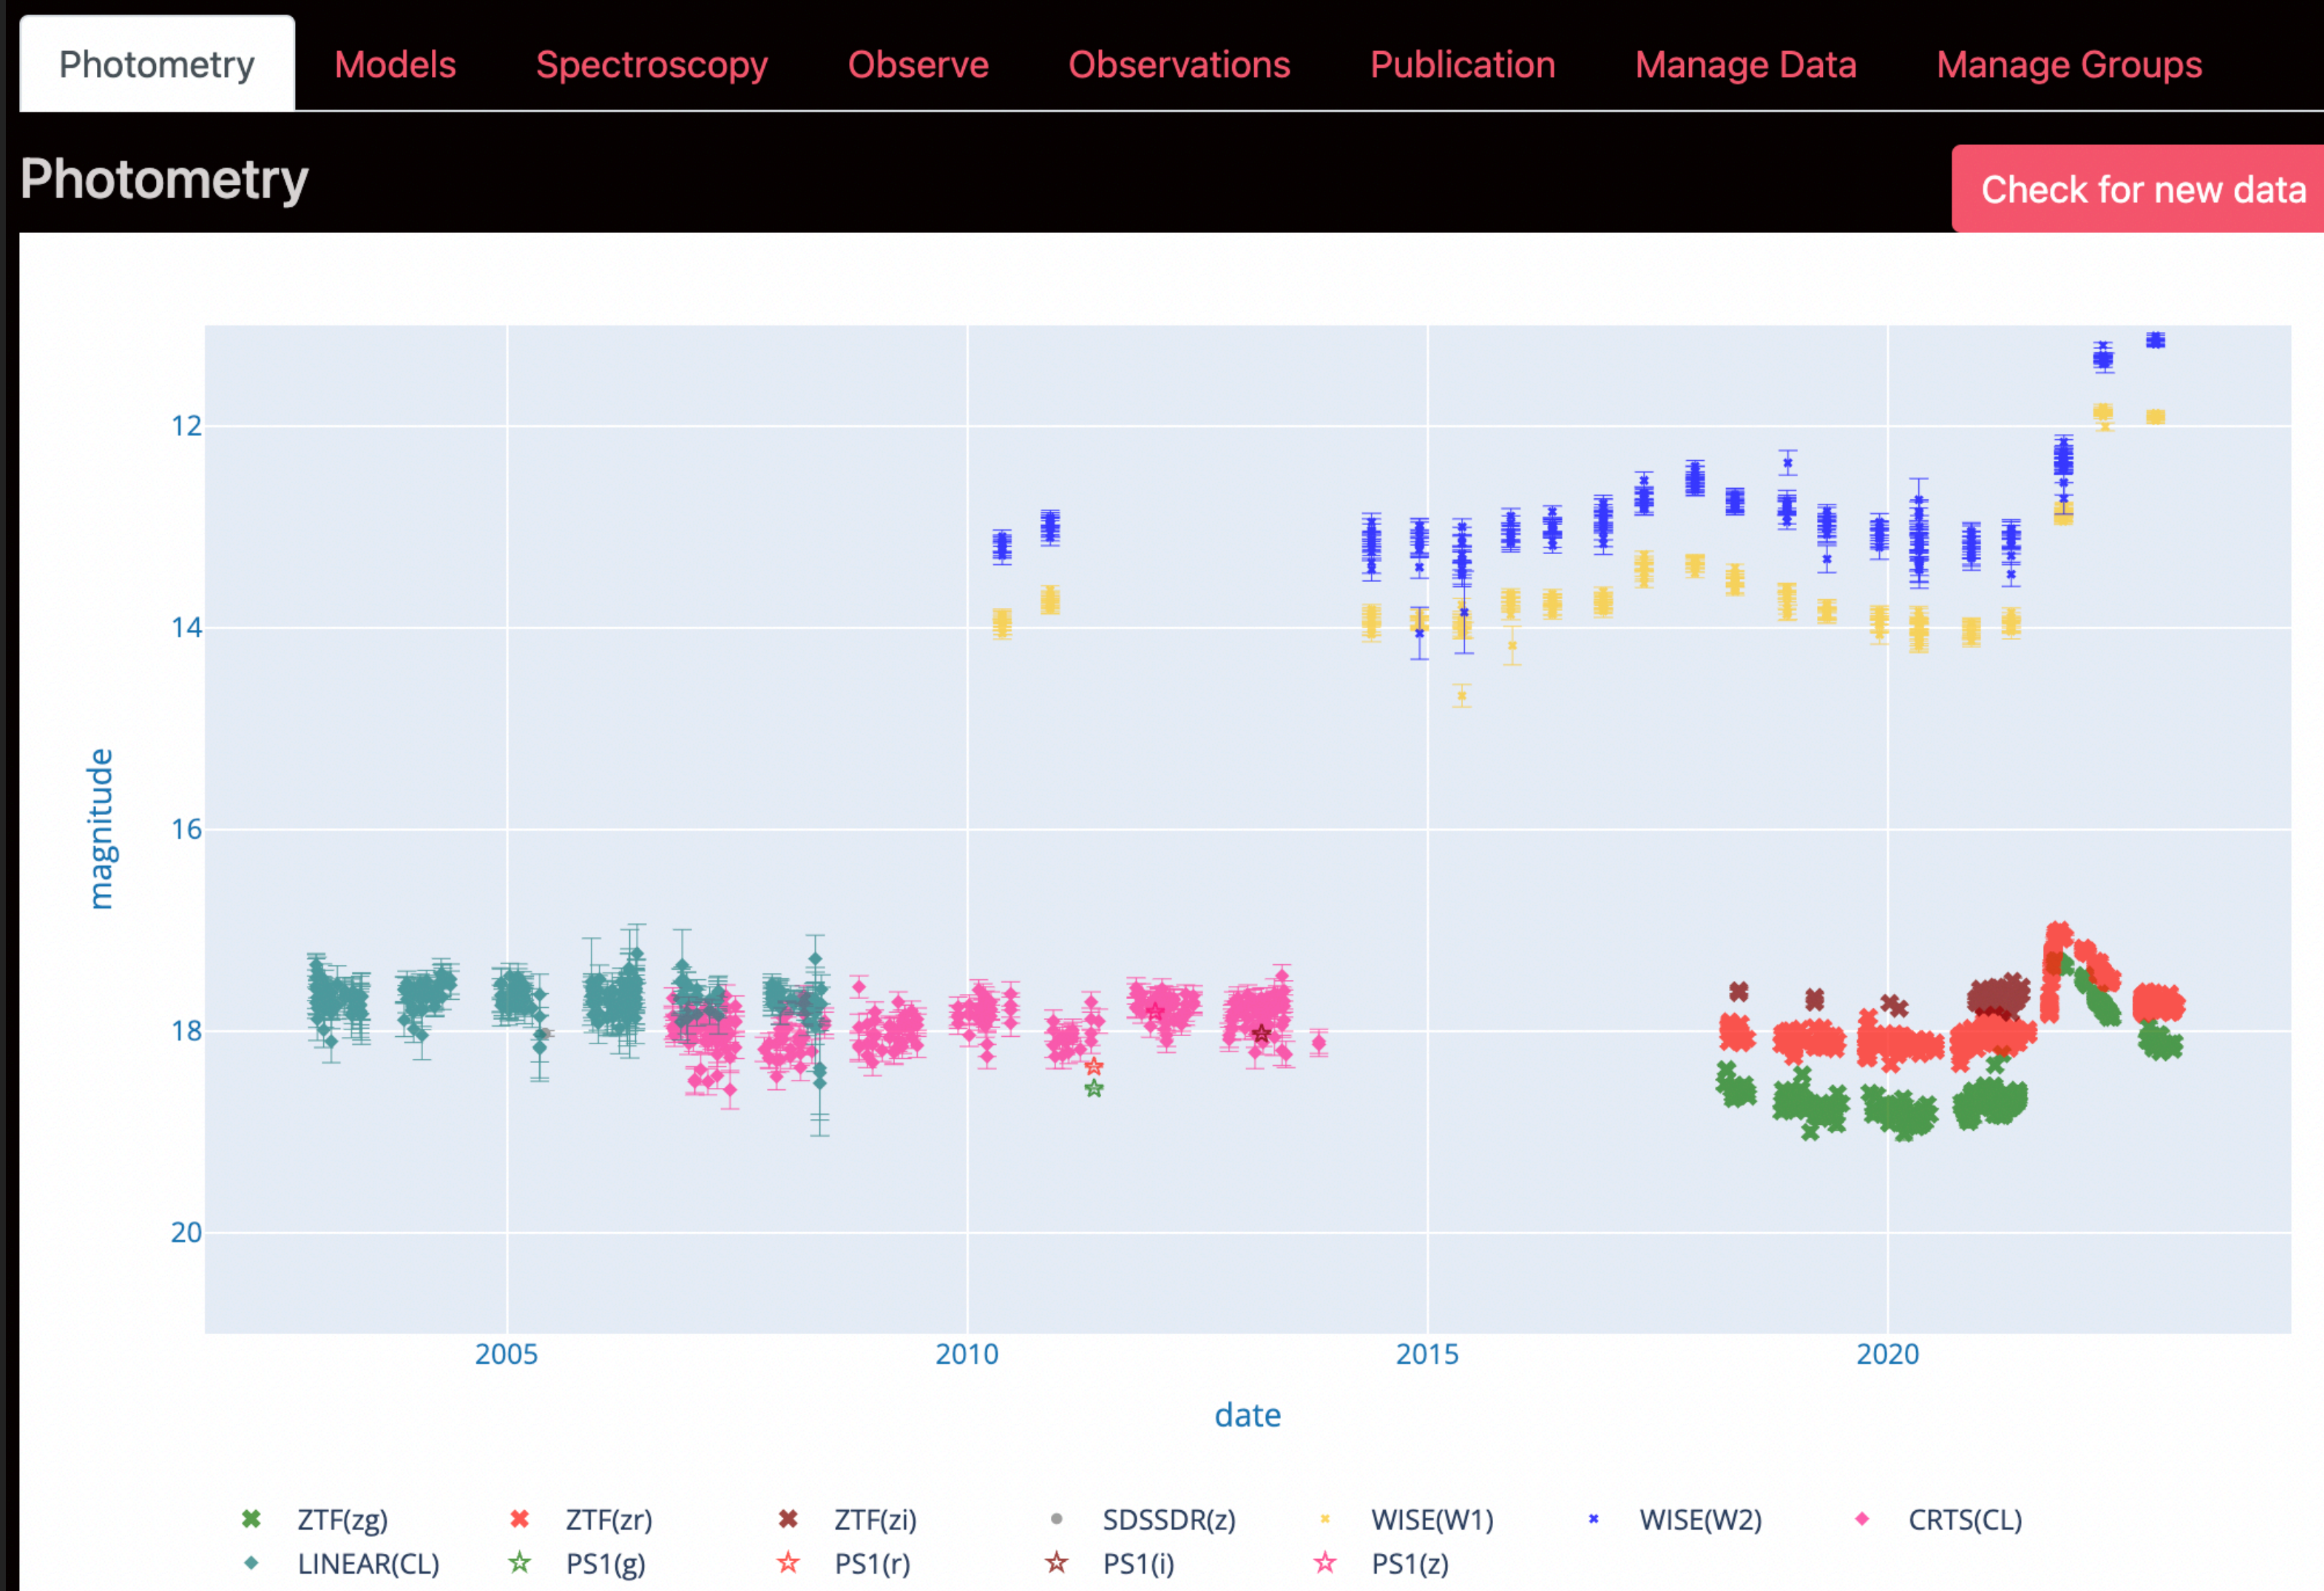 Photometry Models Spectroscopy Observe Observations Publication Manage Data Manage Groups
Photometry
Check for new data
12
14
16
18
20
magnitude
2005 2010 2015 2020
date
ZTF(zg) ZTF(zr) ZTF(zi) SDSSDR(z) WISE(W1) WISE(W2) CRTS(CL)
LINEAR(CL) PS1(g) PS1(r) PS1(i) PS1(z)